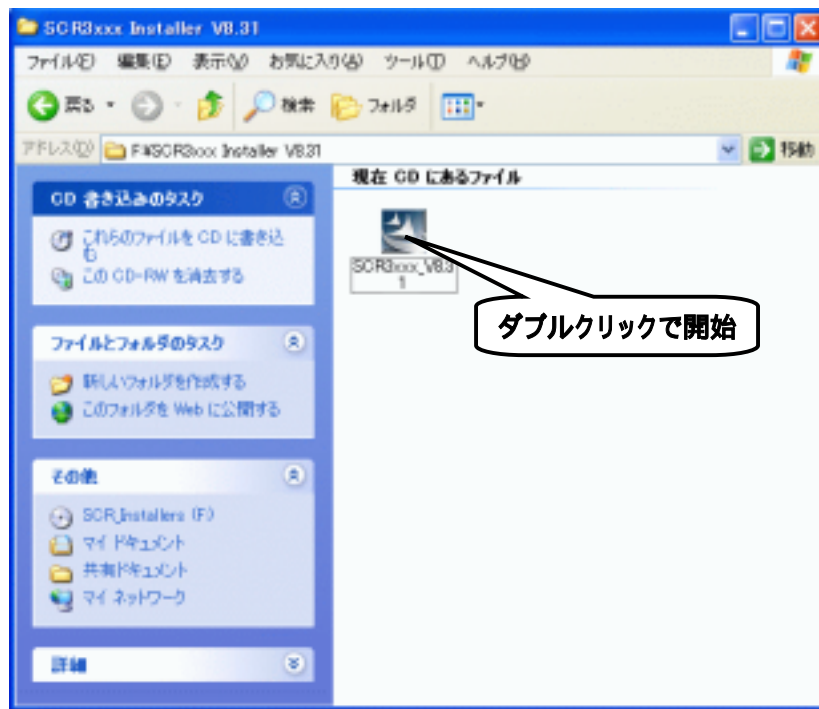 SCR3xxx Installer V8.31
ファイル(F) 編集(E) 表示(V) お気に入り(A) ツール(T) ヘルプ(H)
戻る 検索 フォルダ
アドレス(D) F:¥SCR3xxx Installer V8.31 移動
CD 書き込みのタスク
これらのファイルを CD に書き込
む
この CD-RW を消去する
ファイルとフォルダのタスク
新しいフォルダを作成する
このフォルダを Web に公開する
その他
SCR_Installers (F:)
マイ ドキュメント
共有ドキュメント
マイ ネットワーク
詳細
現在 CD にあるファイル
SCR3xxx_V8.3
1
ダブルクリックで開始